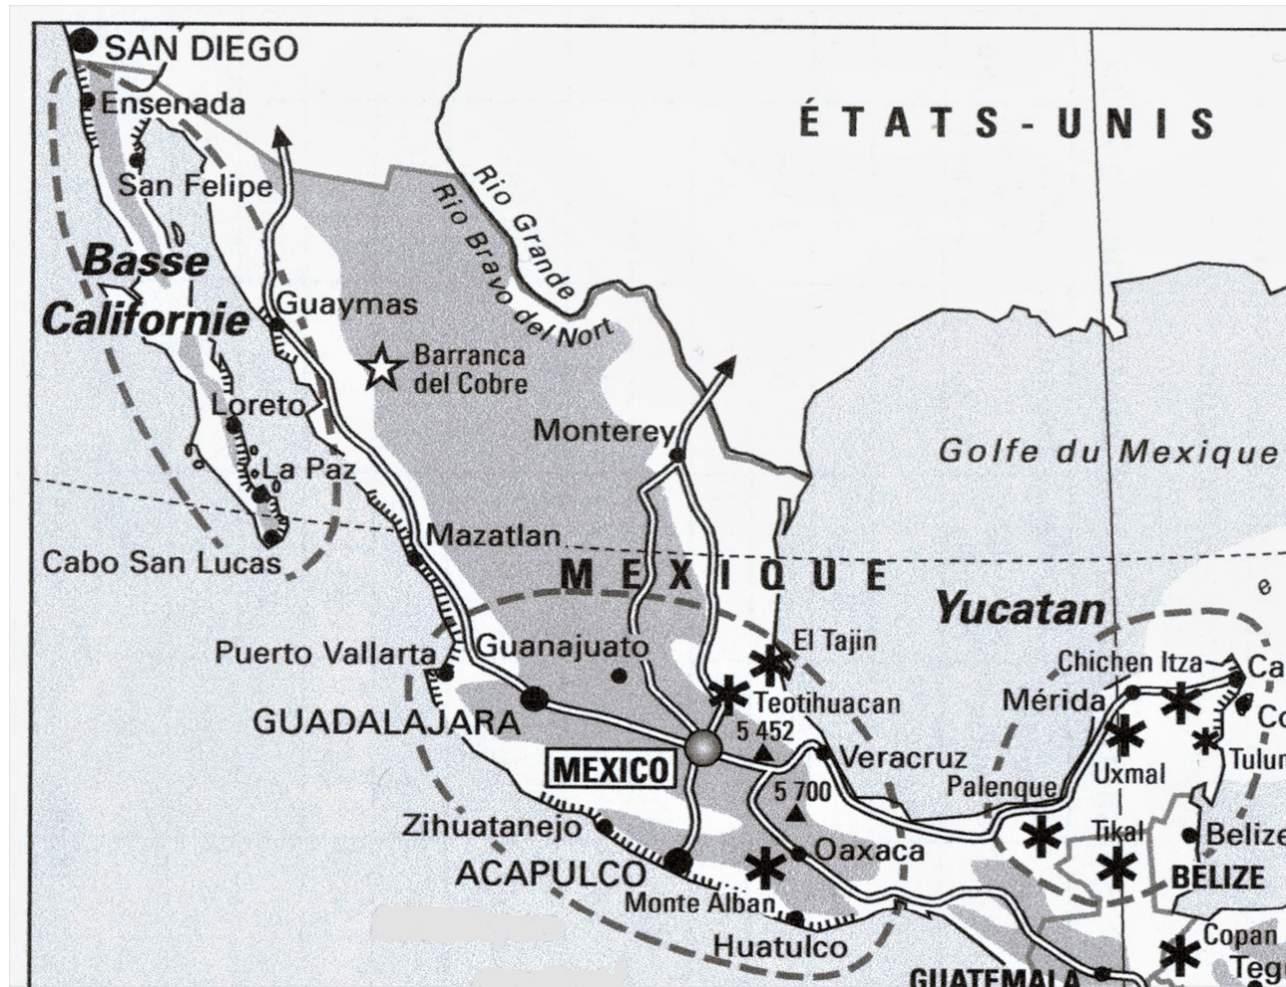 SAN DIEGO
Ensenada
ÉTATS-UNIS
San Felipe
Rio Grande
Rio Bravo del Nort
Basse
Californie
Guaymas
Barranca
del Cobre
Loreto
Monterey
Golfe du Mexique
La Paz
Mazatlan
Cabo San Lucas
MEXIQUE
e
Yucatan
El Tajin
Puerto Vallarta
Guanajuato
Chichen Itza
Ca
Mérida
Teotihuacan
GUADALAJARA
5 452
Co
Veracruz
Tulum
MEXICO
Uxmal
Palenque
5 700
Zihuatanejo
Tikal
Belize
Oaxaca
ACAPULCO
BELIZE
Monte Alban
Huatulco
Copan
Tegu
GUATEMALA